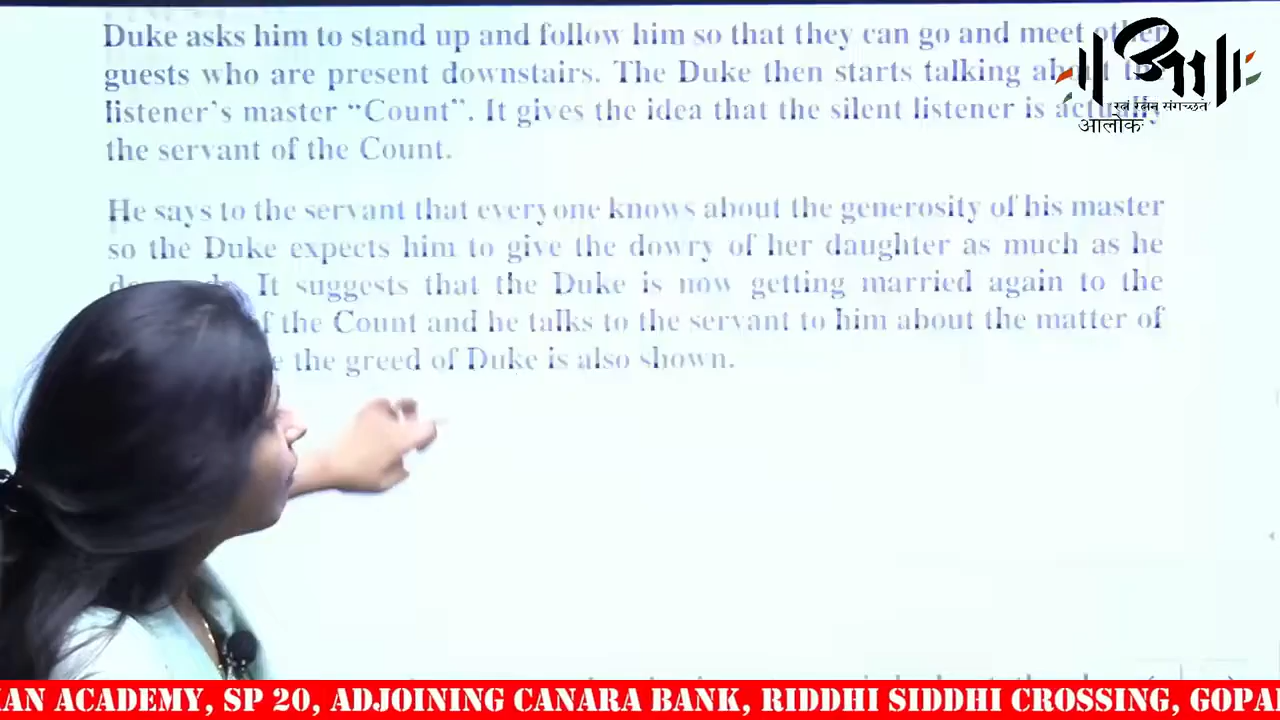 Duke asks him to stand up and follow him so that they can go and meet other
guests who are present downstairs. The Duke then starts talking about the
listener's master "Count". It gives the idea that the silent listener is actually
the servant of the Count.
He says to the servant that everyone knows about the generosity of his master
so the Duke expects him to give the dowry of her daughter as much as he
It suggests that the Duke is now getting married again to the
of the Count and he talks to the servant to him about the matter of
the greed of Duke is also shown.
आलोकः
AN ACADEMY, SP 20, ADJOINING CANARA BANK, RIDDHI SIDDHI CROSSING, GOPA